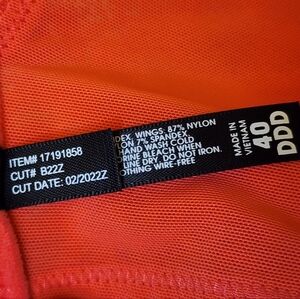 ITEM# 17191858
CUT# B22Z
CUT DATE: 02/2022Z
DEX, WINGS: 87% NYLON
ON 7% SPANDEX.
HAND WASH COLD
RINE BLEACH WHEN
LINE DRY. DO NOT IRON.
OTHING WIRE-FREE
MADE IN
VIETNAM
40
DDD